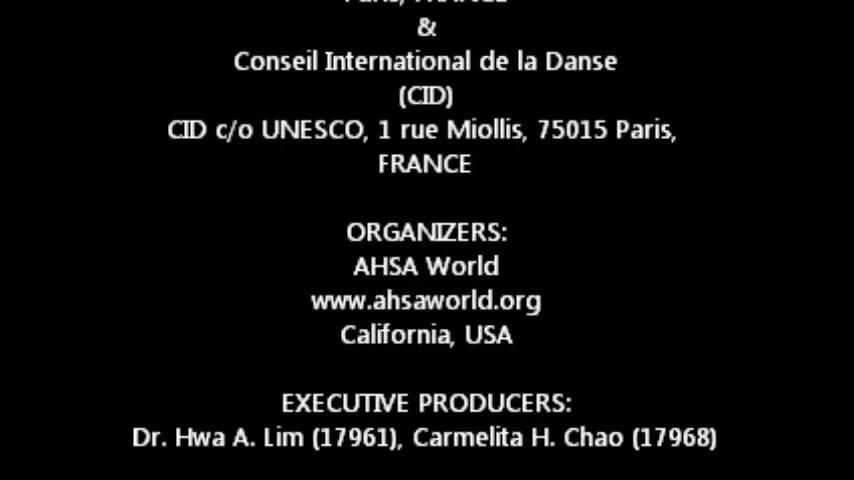 &
Conseil International de la Danse
(CID)
CID c/o UNESCO, 1 rue Miollis, 75015 Paris,
FRANCE
ORGANIZERS:
AHSA World
www.ahsaworld.org
California, USA
EXECUTIVE PRODUCERS:
Dr. Hwa A. Lim (17961), Carmelita H. Chao (17968)